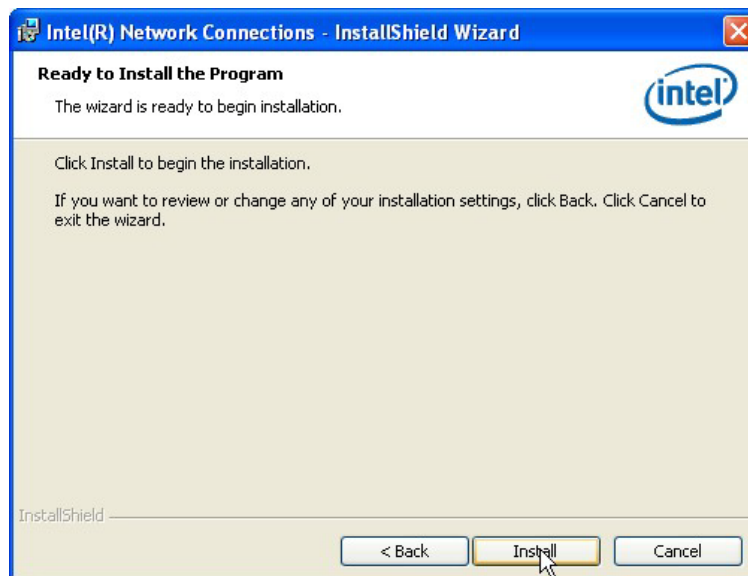 Intel(R) Network Connections - InstallShield Wizard
Ready to Install the Program
The wizard is ready to begin installation.
intel
Click Install to begin the installation.
If you want to review or change any of your installation settings, click Back. Click Cancel to
exit the wizard.
InstallShield
< Back Install Cancel